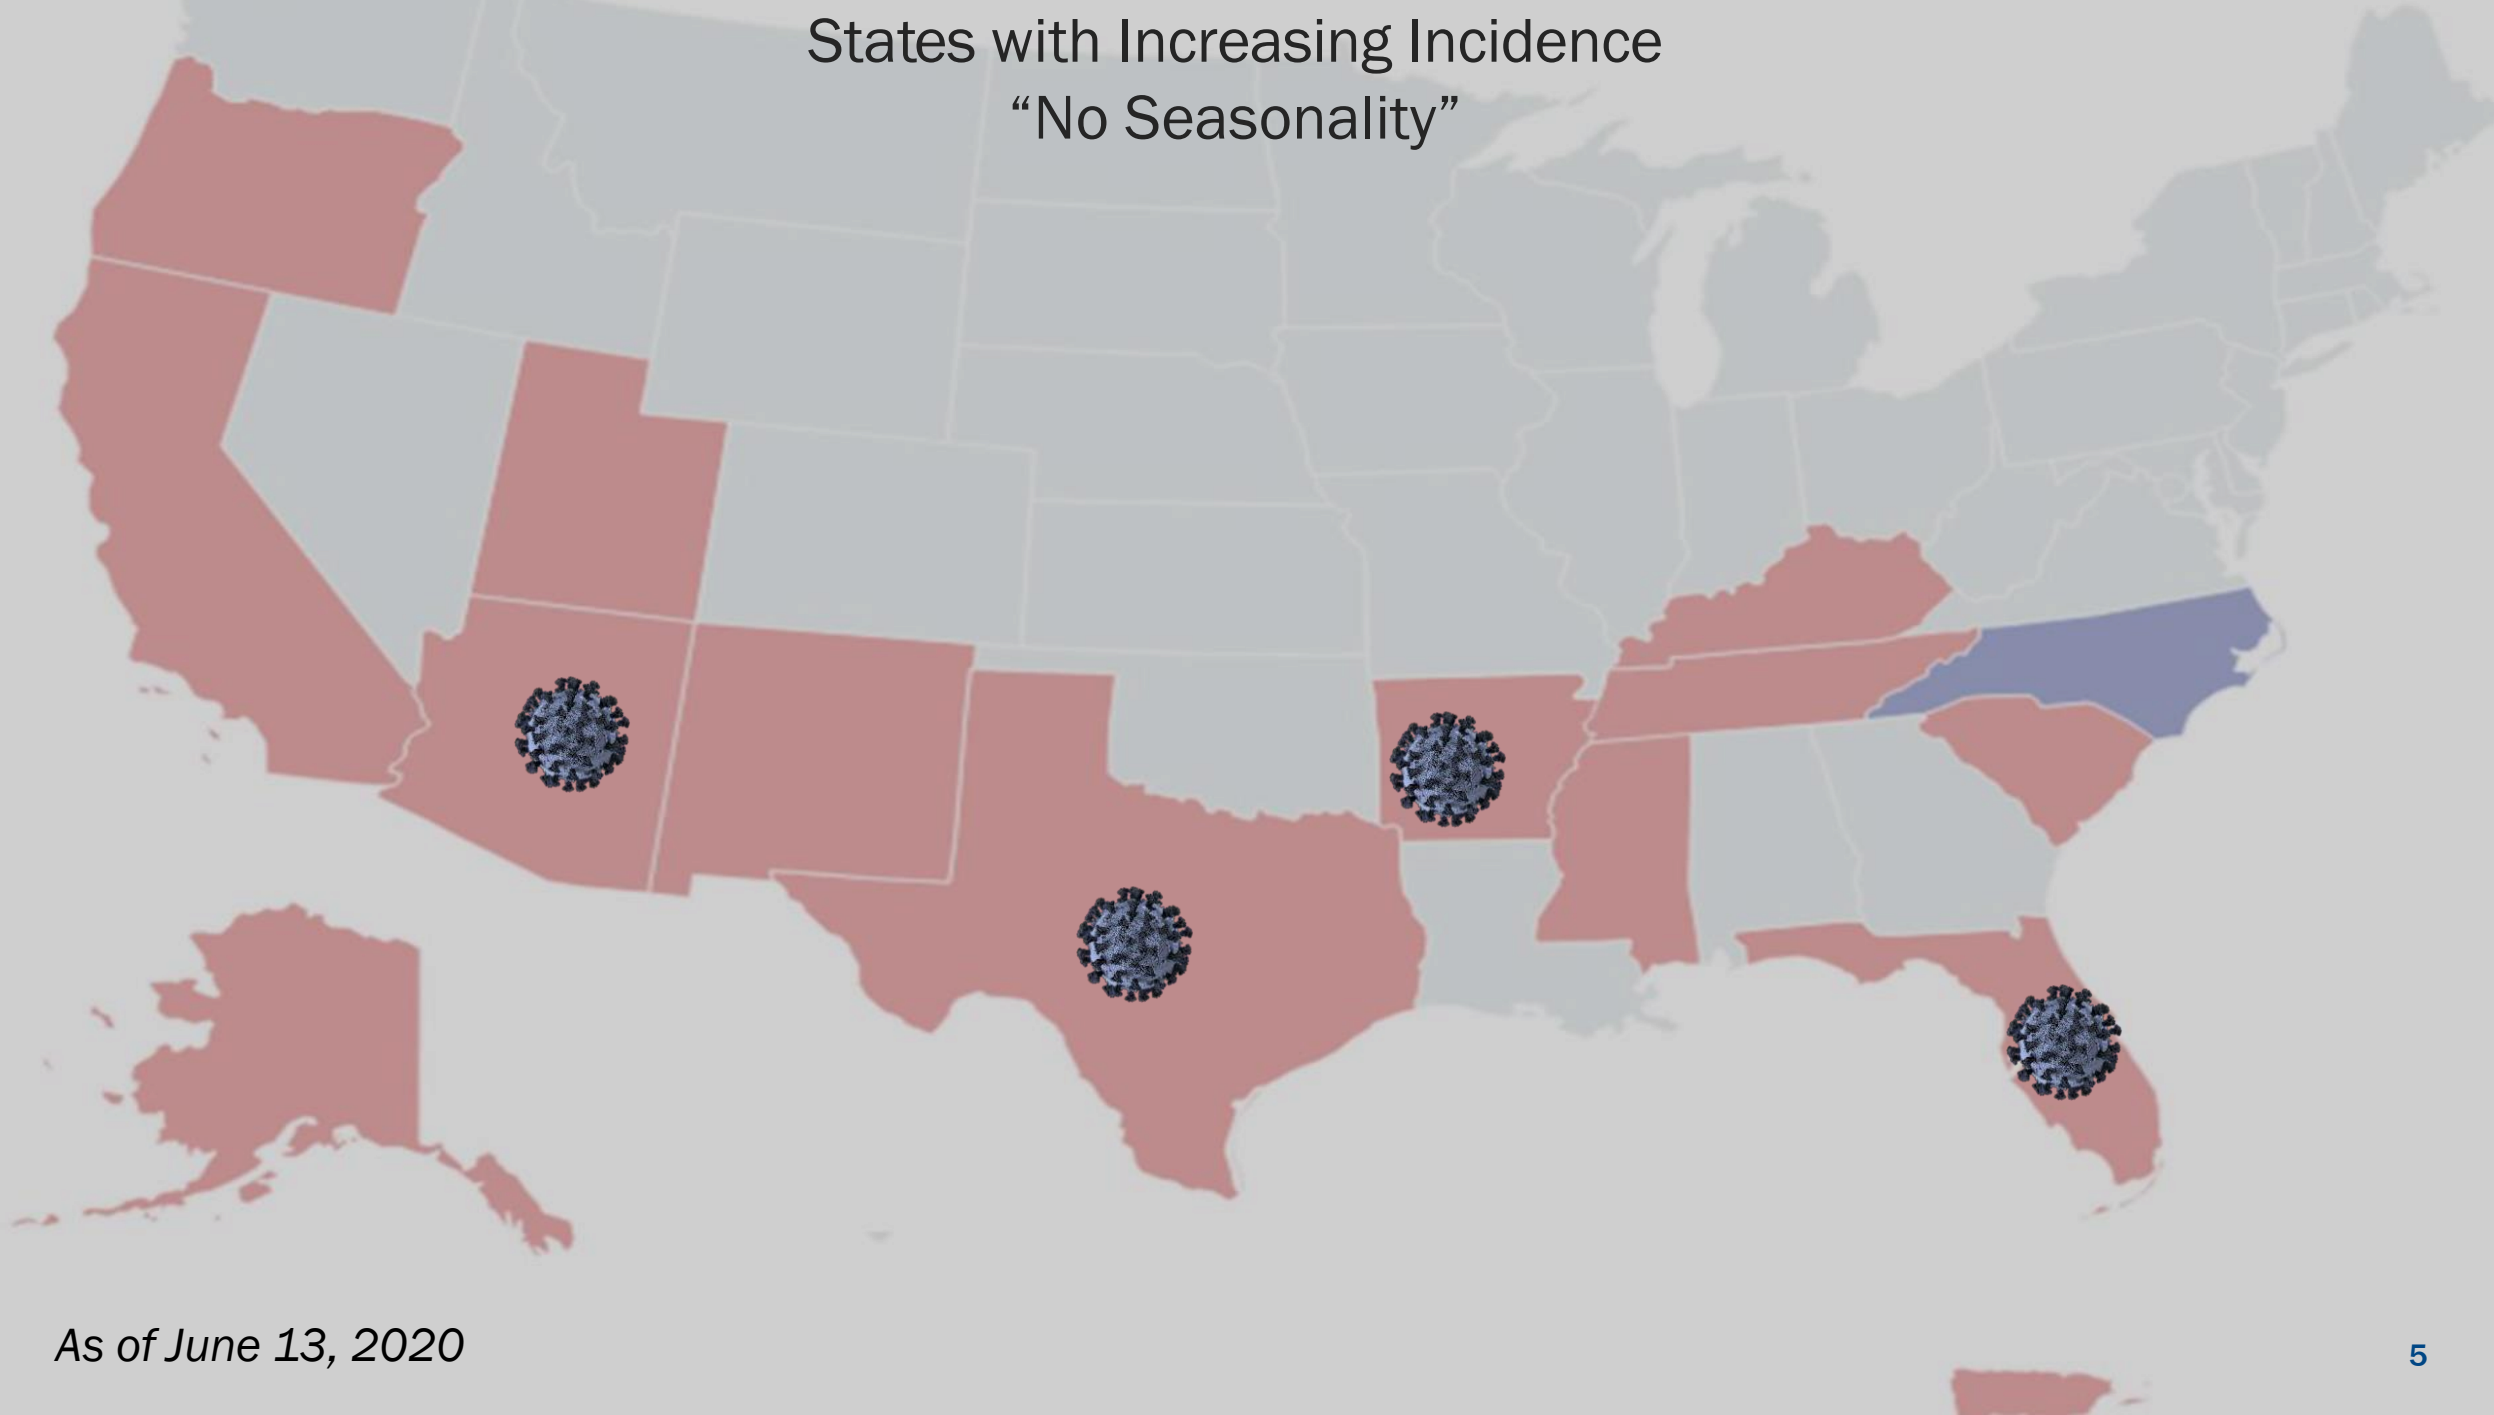 States with Increasing Incidence
“No Seasonality”
As of June 13, 2020
5